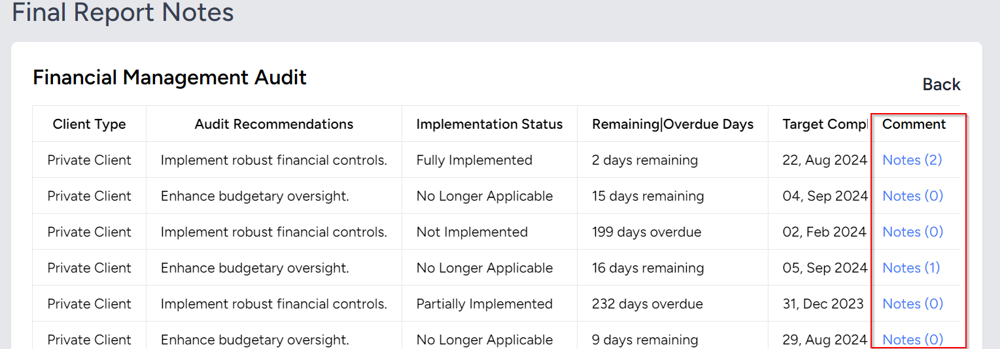 Final Report Notes
Financial Management Audit
Back
Client Type Audit Recommendations Implementation Status Remaining|Overdue Days Target Compl Comment
Private Client Implement robust financial controls. Fully Implemented 2 days remaining 22, Aug 2024 Notes (2)
Private Client Enhance budgetary oversight. No Longer Applicable 15 days remaining 04, Sep 2024 Notes (0)
Private Client Implement robust financial controls. Not Implemented 199 days overdue 02, Feb 2024 Notes (0)
Private Client Enhance budgetary oversight. No Longer Applicable 16 days remaining 05, Sep 2024 Notes (1)
Private Client Implement robust financial controls. Partially Implemented 232 days overdue 31, Dec 2023 Notes (0)
Private Client Enhance budgetary oversight. No Longer Applicable 9 days remaining 29, Aug 2024 Notes (0)